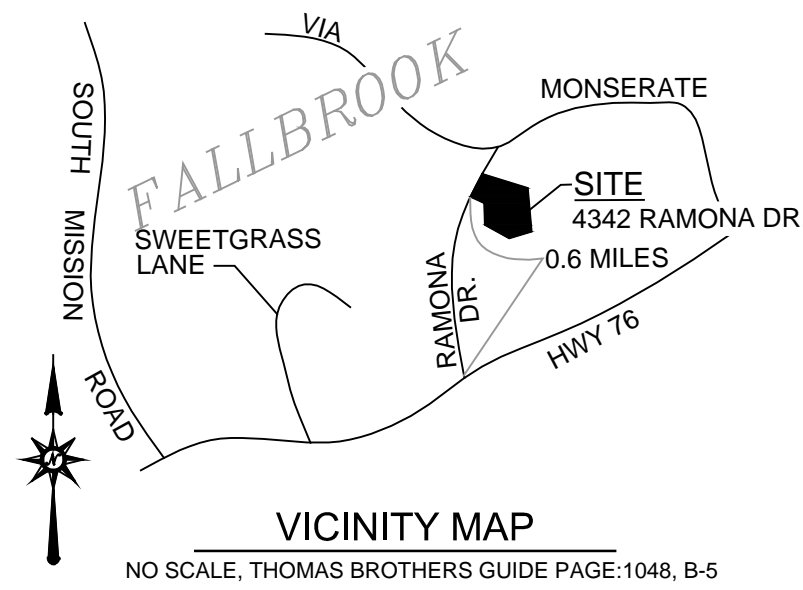 VIA
FALLBROOK
MONSERATE
SOUTH MISSION ROAD
SITE
4342 RAMONA DR
SWEETGRASS
LANE
0.6 MILES
RAMONA
DR.
HWY 76
N
VICINITY MAP
NO SCALE, THOMAS BROTHERS GUIDE PAGE:1048, B-5